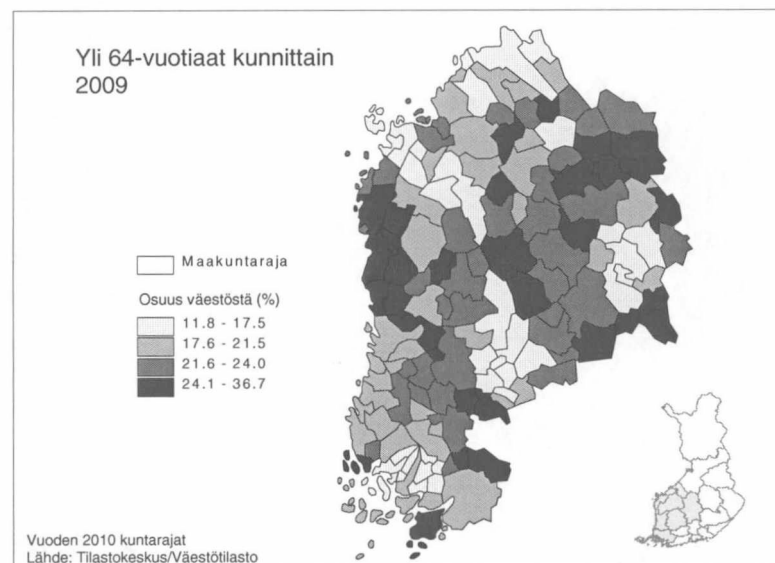 Yli 64-vuotiaat kunnittain
2009
Maakuntaraja
Osuus väestöstä (%)
11.8 - 17.5
17.6 - 21.5
21.6 - 24.0
24.1 - 36.7
Vuoden 2010 kuntarajat
Lähde: Tilastokeskus/Väestötilasto